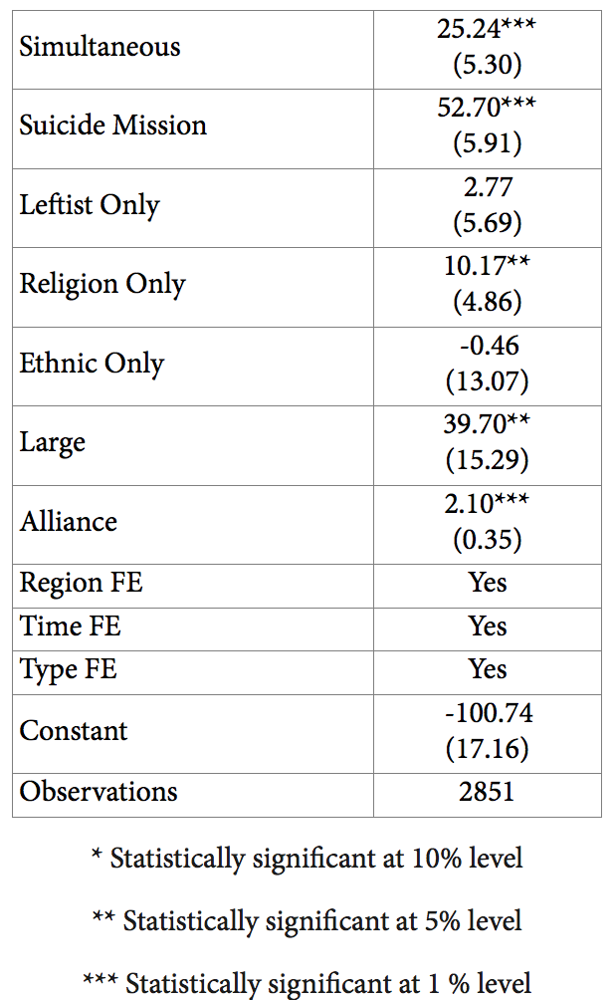 Simultaneous
25.24***
(5.30)
Suicide Mission
52.70***
(5.91)
Leftist Only
2.77
(5.69)
Religion Only
10.17**
(4.86)
Ethnic Only
-0.46
(13.07)
Large
39.70**
(15.29)
Alliance
2.10***
(0.35)
Region FE
Yes
Time FE
Yes
Type FE
Yes
Constant
-100.74
(17.16)
Observations
2851
* Statistically significant at 10% level
** Statistically significant at 5% level
*** Statistically significant at 1 % level